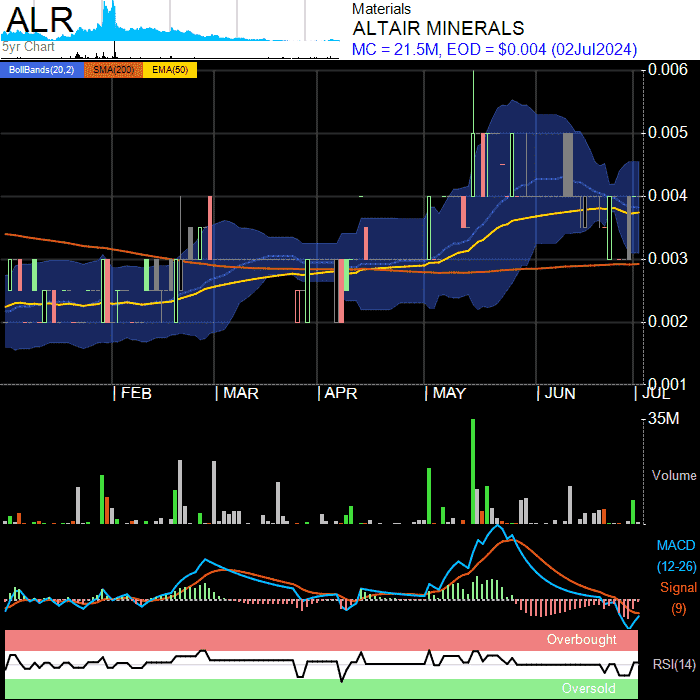 ALR
5yr Chart
Materials
ALTAIR MINERALS
MC = 21.5M, EOD = $0.004 (02Jul2024)
BollBands(20,2) SMA(200) EMA(50)
0.006
0.005
0.004
0.003
0.002
0.001
FEB MAR APR MAY JUN JUL
35M
Volume
MACD
(12-26)
Signal
(9)
Overbought
RSI(14)
Oversold